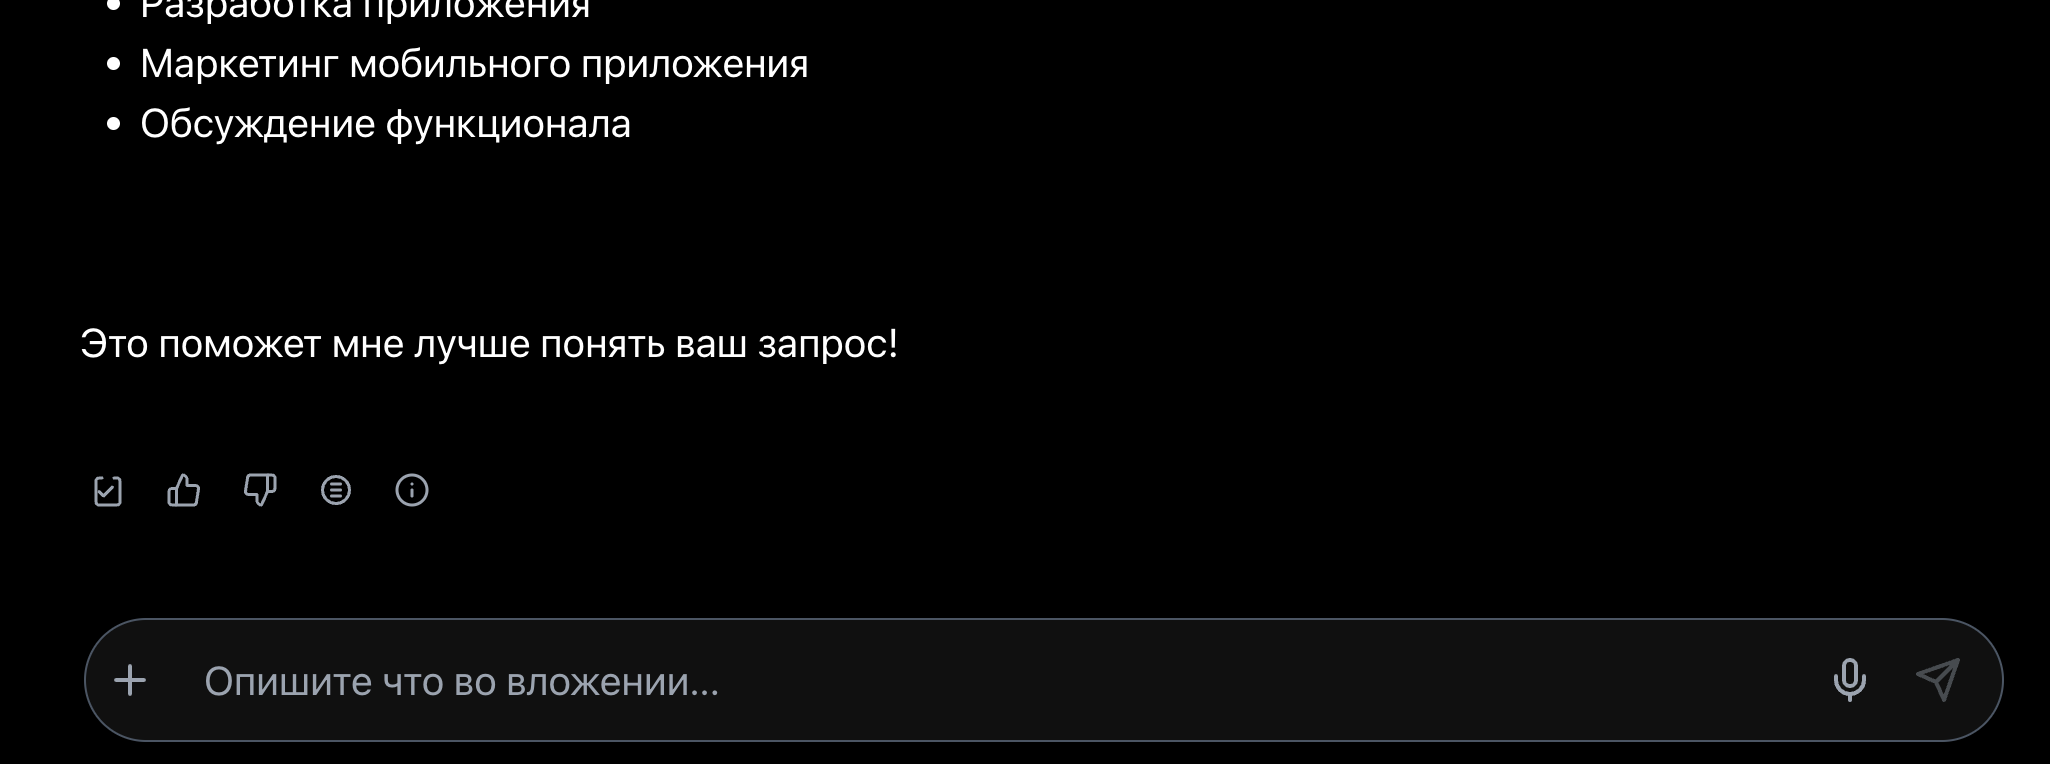 Разработка приложения
Маркетинг мобильного приложения
Обсуждение функционала
Это поможет мне лучше понять ваш запрос!
Опишите что во вложении...